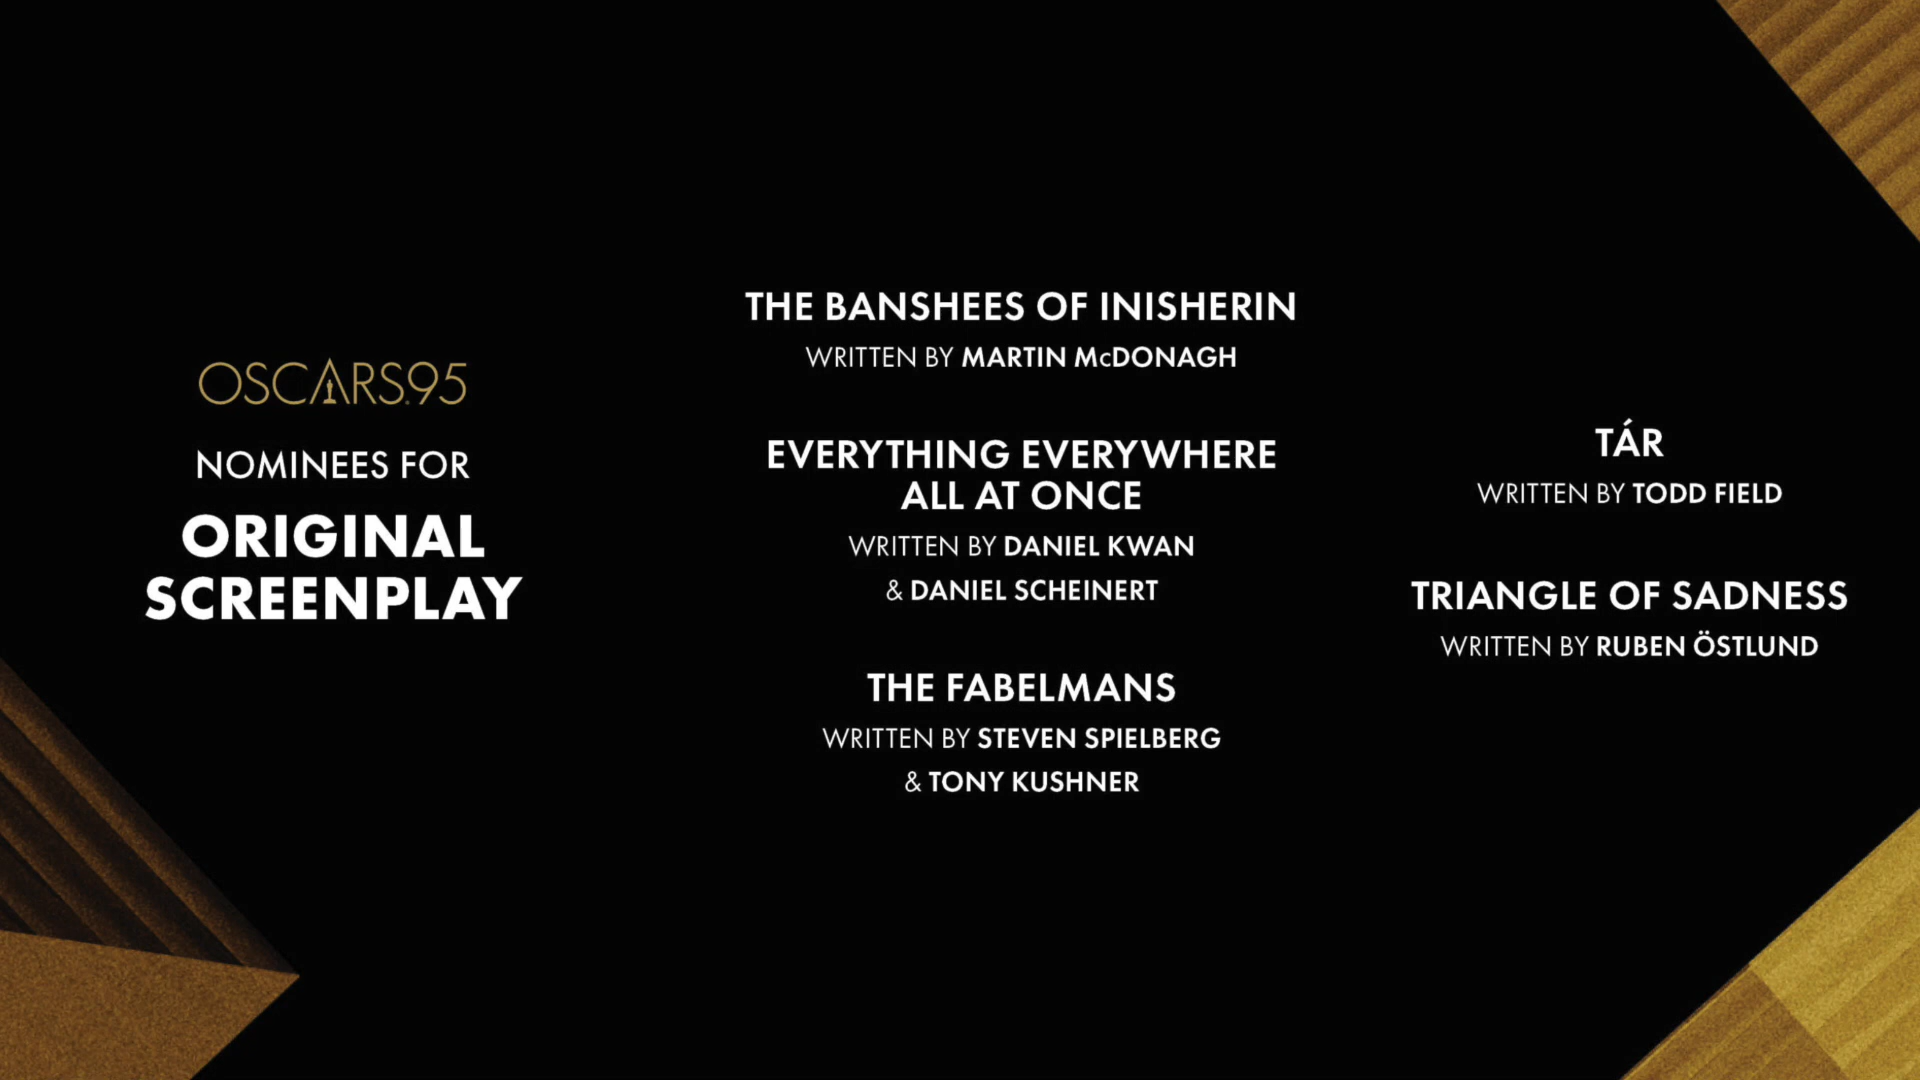 OSCARS.95
NOMINEES FOR
ORIGINAL
SCREENPLAY
THE BANSHEES OF INISHERIN
WRITTEN BY MARTIN McDONAGH
EVERYTHING EVERYWHERE
ALL AT ONCE
WRITTEN BY DANIEL KWAN
& DANIEL SCHEINERT
THE FABELMANS
WRITTEN BY STEVEN SPIELBERG
& TONY KUSHNER
TÁR
WRITTEN BY TODD FIELD
TRIANGLE OF SADNESS
WRITTEN BY RUBEN ÖSTLUND